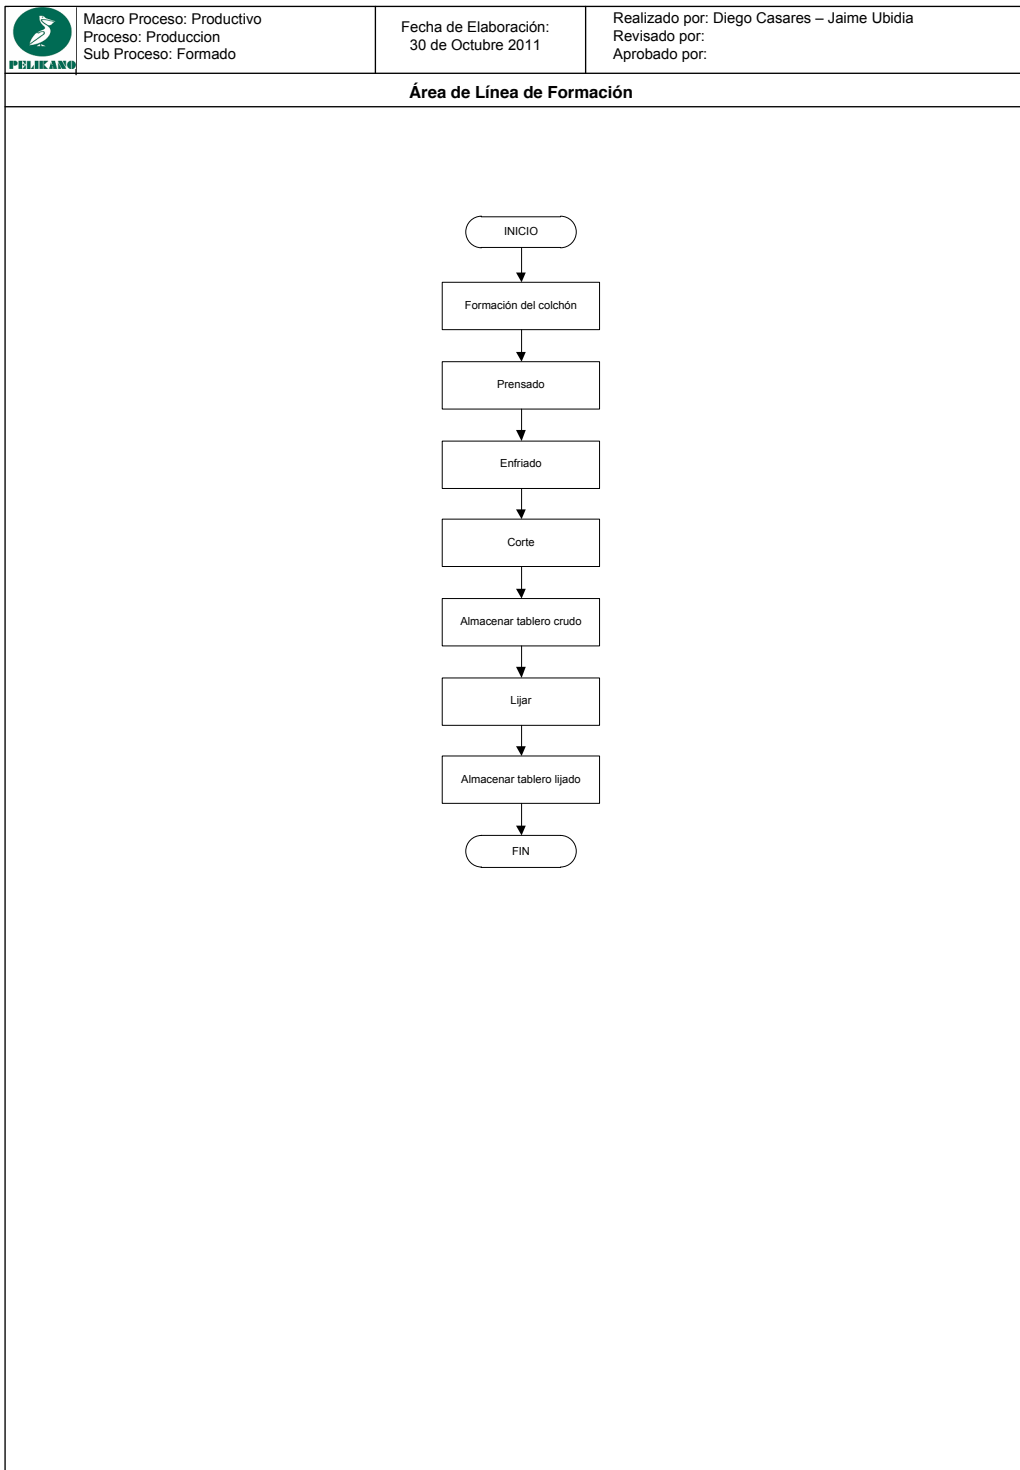 PELIKANO
Macro Proceso: Productivo
Proceso: Produccion
Sub Proceso: Formado
Fecha de Elaboración:
30 de Octubre 2011
Realizado por: Diego Casares – Jaime Ubidia
Revisado por:
Aprobado por:
Área de Línea de Formación
INICIO
Formación del colchón
Prensado
Enfriado
Corte
Almacenar tablero crudo
Lijar
Almacenar tablero lijado
FIN